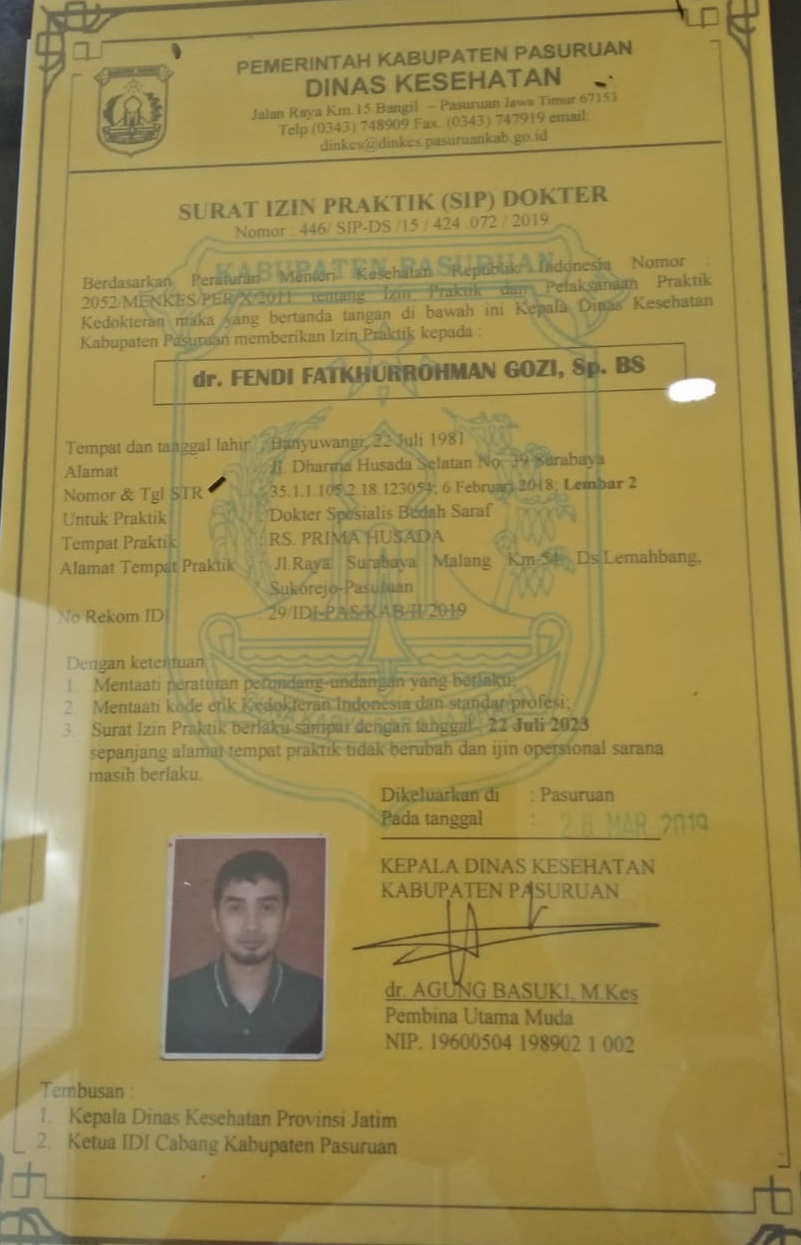 PEMERINTAH KABUPATEN PASURUAN
DINAS KESEHATAN
Jalan Raya Km.15 Bangil – Pasuruan Jawa Timur 67153
Telp (0343) 748909 Fax. (0343) 747919 email:
dinkes@dinkes.pasuruankab.go.id
SURAT IZIN PRAKTIK (SIP) DOKTER
Nomor 446/ SIP-DS /15 / 424 072 / 2019
KABUPATEN PASURUAN
Berdasarkan Peraturan Menteri Kesehatan Republik Indonesia Nomor :
2052/MENKES/PER/X/2011 tentang Izin Praktik dan Pelaksanaan Praktik
Kedokteran maka yang bertanda tangan di bawah ini Kepala Dinas Kesehatan
Kabupaten Pasuruan memberikan Izin Praktik kepada :
dr. FENDI FATKHURROHMAN GOZI, Sp. BS
Tempat dan tanggal lahir : Banyuwangi, 22 Juli 1981
Alamat : Jl. Dharma Husada Selatan No. 39 Surabaya
Nomor & Tgl STR : 35.1.1.105.2.18.123054; 6 Februari 2018; Lembar 2
Untuk Praktik : Dokter Spesialis Bedah Saraf
Tempat Praktik : RS. PRIMA HUSADA
Alamat Tempat Praktik : Jl.Raya Surabaya Malang Km.54 Ds.Lemahbang,
Sukorejo-Pasuruan
No Rekom IDI : 29/IDI-PAS/KAB-II/2019
Dengan ketentuan
1. Mentaati peraturan perundang-undangan yang berlaku;
2. Mentaati kode etik Kedokteran Indonesia dan standar profesi;
3. Surat Izin Praktik berlaku sampai dengan tanggal : 22 Juli 2023
sepanjang alamat tempat praktik tidak berubah dan ijin opersional sarana
masih berlaku.
Dikeluarkan di : Pasuruan
Pada tanggal : 28 MAR 2019
KEPALA DINAS KESEHATAN
KABUPATEN PASURUAN
dr. AGUNG BASUKI, M.Kes
Pembina Utama Muda
NIP. 19600504 198902 1 002
Tembusan :
1. Kepala Dinas Kesehatan Provinsi Jatim
2. Ketua IDI Cabang Kabupaten Pasuruan